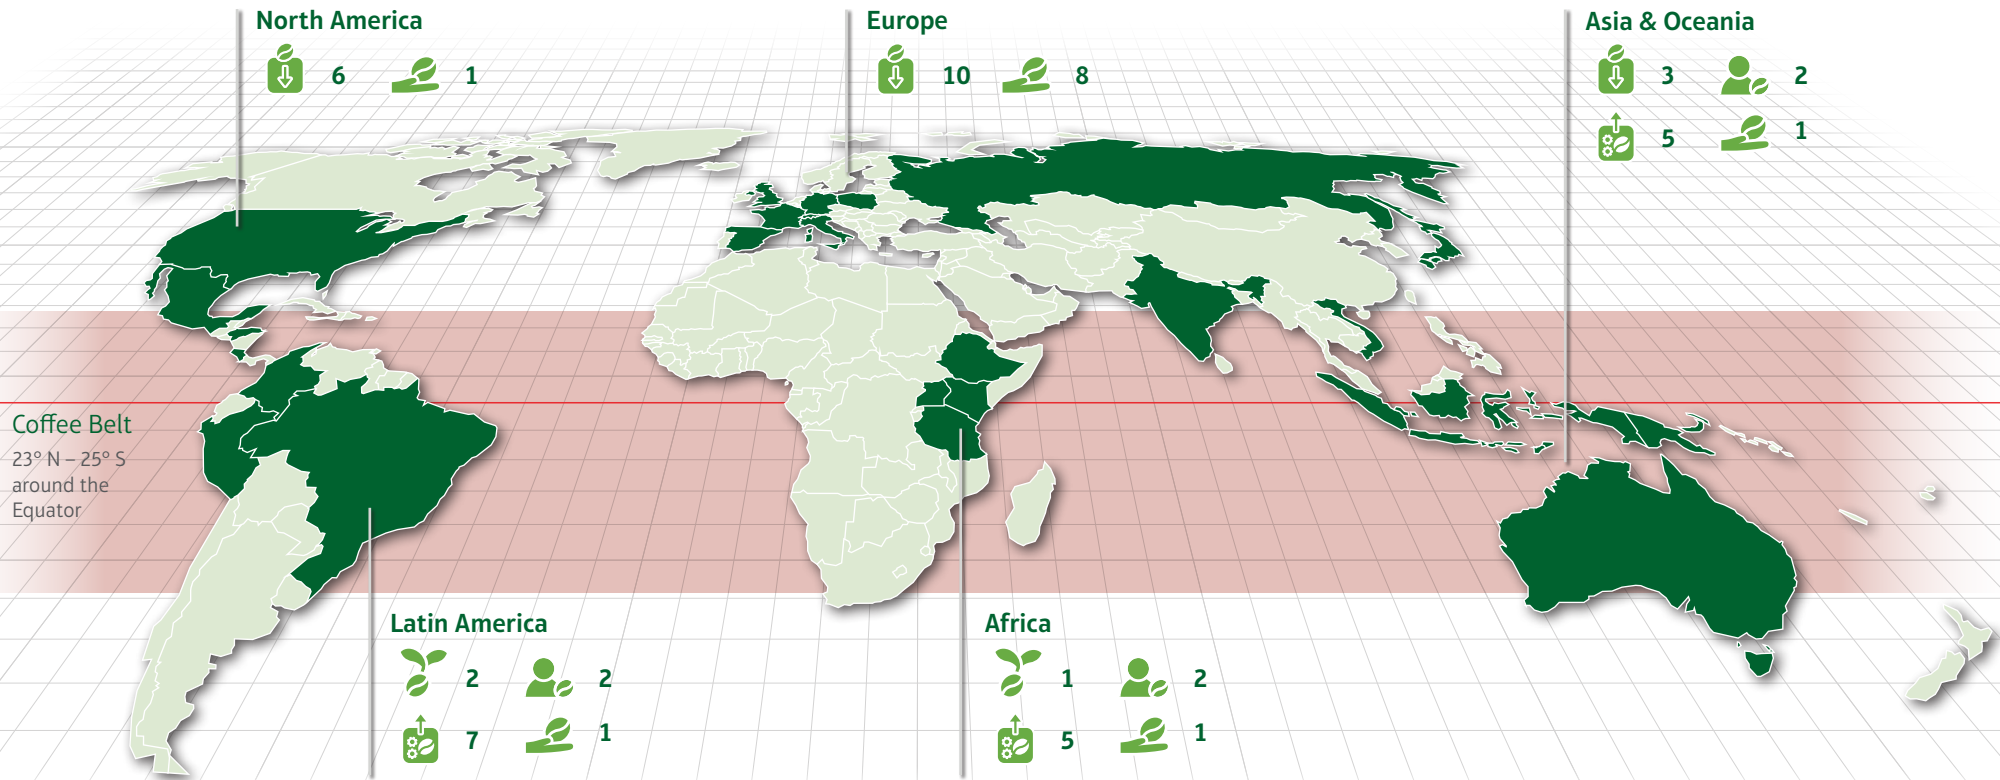 North America
6 1
Europe
10 8
Asia & Oceania
3 2
5 1
Coffee Belt
23° N – 25° S
around the
Equator
Latin America
2 2
7 1
Africa
1 2
5 1